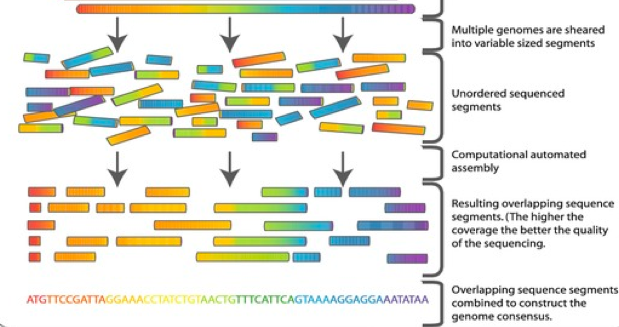 Multiple genomes are sheared
into variable sized segments
Unordered sequenced
segments
Computational automated
assembly
Resulting overlapping sequence
segments. (The higher the
coverage the better the quality
of the sequencing.
Overlapping sequence segments
combined to construct the
genome consensus.
ATGTTCCGATTAGGAAACCTATCTGTAACTGTTTCATTCAGTAAAAGGAGGAAATATAA